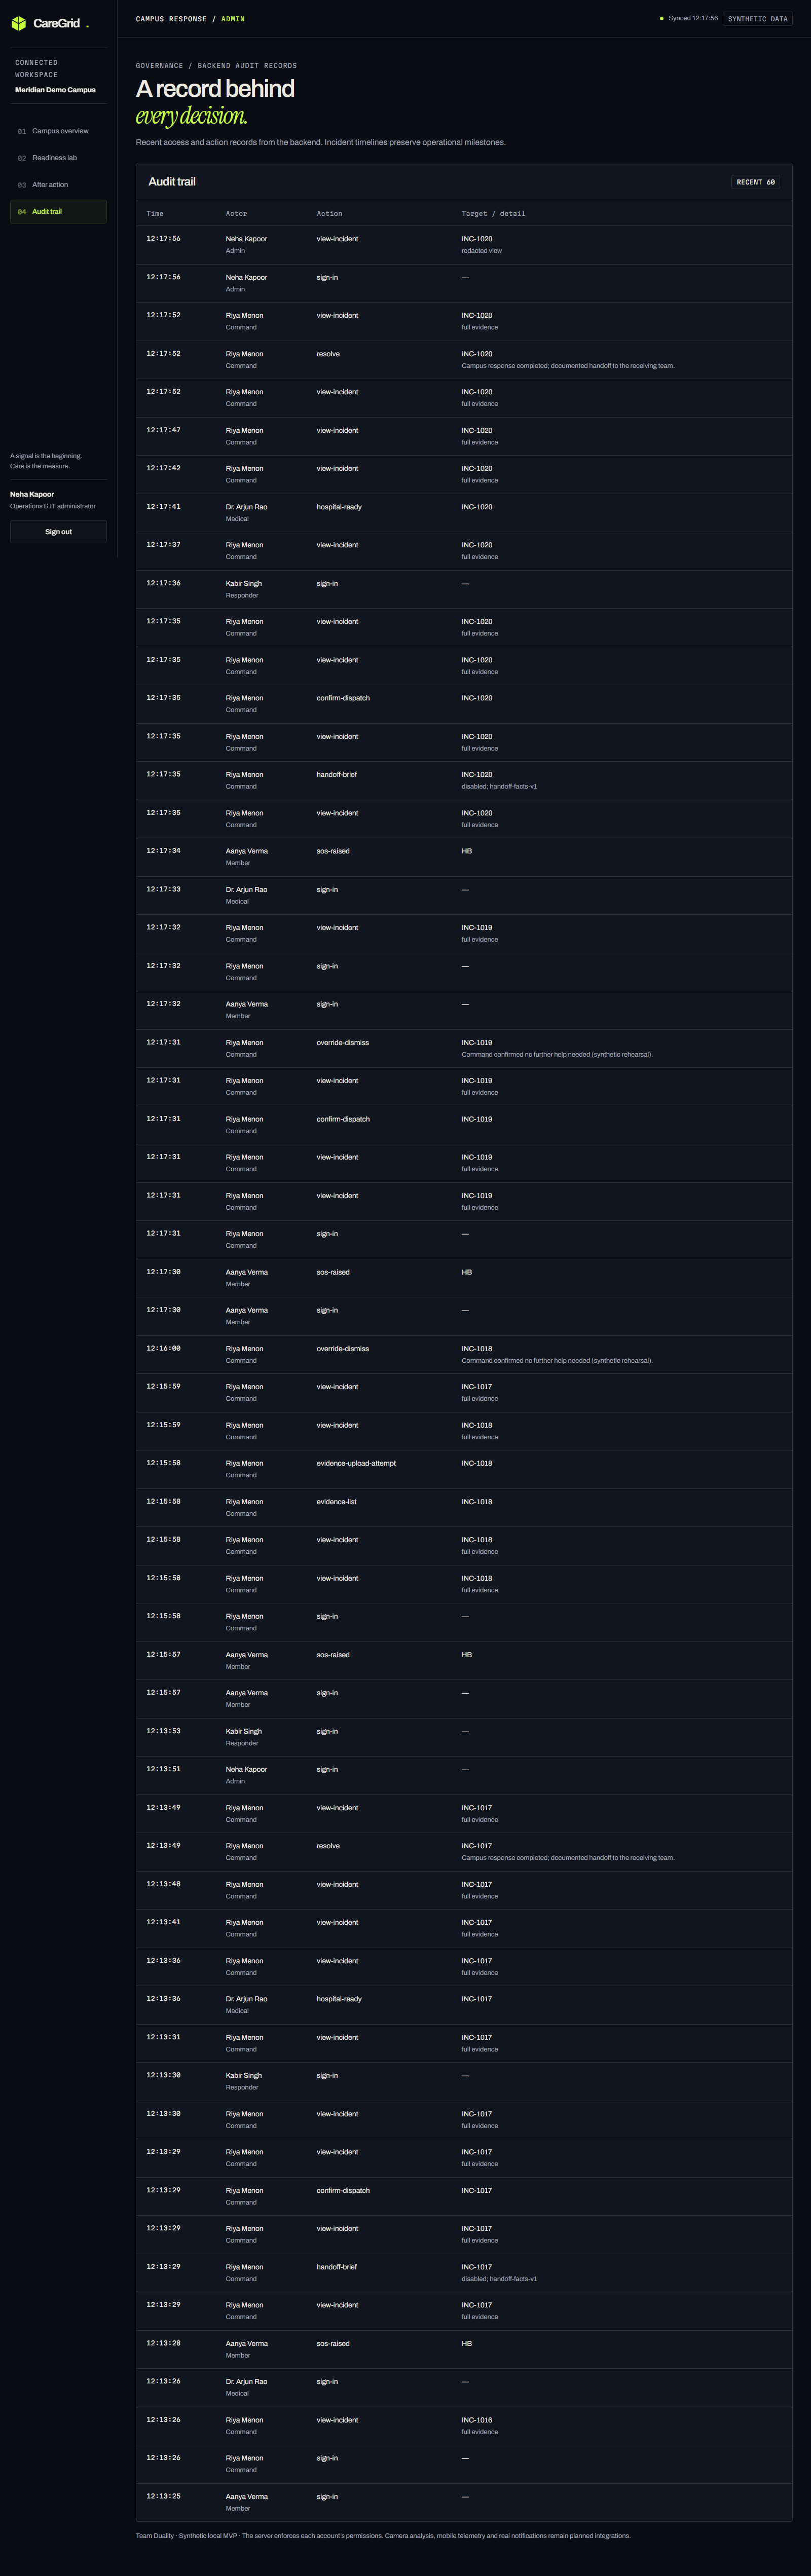 CareGrid .
CONNECTED
WORKSPACE
Meridian Demo Campus
01 Campus overview
02 Readiness lab
03 After action
04 Audit trail
A signal is the beginning.
Care is the measure.
Neha Kapoor
Operations & IT administrator
Sign out
CAMPUS RESPONSE / ADMIN
Synced 12:17:56 SYNTHETIC DATA
GOVERNANCE / BACKEND AUDIT RECORDS
A record behind
every decision.
Recent access and action records from the backend. Incident timelines preserve operational milestones.
Audit trail RECENT 60
Time Actor Action Target / detail
12:17:56 Neha Kapoor view-incident INC-1020
Admin redacted view
12:17:56 Neha Kapoor sign-in —
Admin
12:17:52 Riya Menon view-incident INC-1020
Command full evidence
12:17:52 Riya Menon resolve INC-1020
Command Campus response completed; documented handoff to the receiving team.
12:17:52 Riya Menon view-incident INC-1020
Command full evidence
12:17:47 Riya Menon view-incident INC-1020
Command full evidence
12:17:42 Riya Menon view-incident INC-1020
Command full evidence
12:17:41 Dr. Arjun Rao hospital-ready INC-1020
Medical
12:17:37 Riya Menon view-incident INC-1020
Command full evidence
12:17:36 Kabir Singh sign-in —
Responder
12:17:35 Riya Menon view-incident INC-1020
Command full evidence
12:17:35 Riya Menon view-incident INC-1020
Command full evidence
12:17:35 Riya Menon confirm-dispatch INC-1020
Command
12:17:35 Riya Menon view-incident INC-1020
Command full evidence
12:17:35 Riya Menon handoff-brief INC-1020
Command disabled; handoff-facts-v1
12:17:35 Riya Menon view-incident INC-1020
Command full evidence
12:17:34 Aanya Verma sos-raised HB
Member
12:17:33 Dr. Arjun Rao sign-in —
Medical
12:17:32 Riya Menon view-incident INC-1019
Command full evidence
12:17:32 Riya Menon sign-in —
Command
12:17:32 Aanya Verma sign-in —
Member
12:17:31 Riya Menon override-dismiss INC-1019
Command Command confirmed no further help needed (synthetic rehearsal).
12:17:31 Riya Menon view-incident INC-1019
Command full evidence
12:17:31 Riya Menon confirm-dispatch INC-1019
Command
12:17:31 Riya Menon view-incident INC-1019
Command full evidence
12:17:31 Riya Menon view-incident INC-1019
Command full evidence
12:17:31 Riya Menon sign-in —
Command
12:17:30 Aanya Verma sos-raised HB
Member
12:17:30 Aanya Verma sign-in —
Member
12:16:00 Riya Menon override-dismiss INC-1018
Command Command confirmed no further help needed (synthetic rehearsal).
12:15:59 Riya Menon view-incident INC-1017
Command full evidence
12:15:59 Riya Menon view-incident INC-1018
Command full evidence
12:15:58 Riya Menon evidence-upload-attempt INC-1018
Command
12:15:58 Riya Menon evidence-list INC-1018
Command
12:15:58 Riya Menon view-incident INC-1018
Command full evidence
12:15:58 Riya Menon view-incident INC-1018
Command full evidence
12:15:58 Riya Menon sign-in —
Command
12:15:57 Aanya Verma sos-raised HB
Member
12:15:57 Aanya Verma sign-in —
Member
12:13:53 Kabir Singh sign-in —
Responder
12:13:51 Neha Kapoor sign-in —
Admin
12:13:49 Riya Menon view-incident INC-1017
Command full evidence
12:13:49 Riya Menon resolve INC-1017
Command Campus response completed; documented handoff to the receiving team.
12:13:48 Riya Menon view-incident INC-1017
Command full evidence
12:13:41 Riya Menon view-incident INC-1017
Command full evidence
12:13:36 Riya Menon view-incident INC-1017
Command full evidence
12:13:36 Dr. Arjun Rao hospital-ready INC-1017
Medical
12:13:31 Riya Menon view-incident INC-1017
Command full evidence
12:13:30 Kabir Singh sign-in —
Responder
12:13:30 Riya Menon view-incident INC-1017
Command full evidence
12:13:29 Riya Menon view-incident INC-1017
Command full evidence
12:13:29 Riya Menon confirm-dispatch INC-1017
Command
12:13:29 Riya Menon view-incident INC-1017
Command full evidence
12:13:29 Riya Menon handoff-brief INC-1017
Command disabled; handoff-facts-v1
12:13:29 Riya Menon view-incident INC-1017
Command full evidence
12:13:28 Aanya Verma sos-raised HB
Member
12:13:26 Dr. Arjun Rao sign-in —
Medical
12:13:26 Riya Menon view-incident INC-1016
Command full evidence
12:13:26 Riya Menon sign-in —
Command
12:13:25 Aanya Verma sign-in —
Member
Team Duality · Synthetic local MVP · The server enforces each account's permissions. Camera analysis, mobile telemetry and real notifications remain planned integrations.